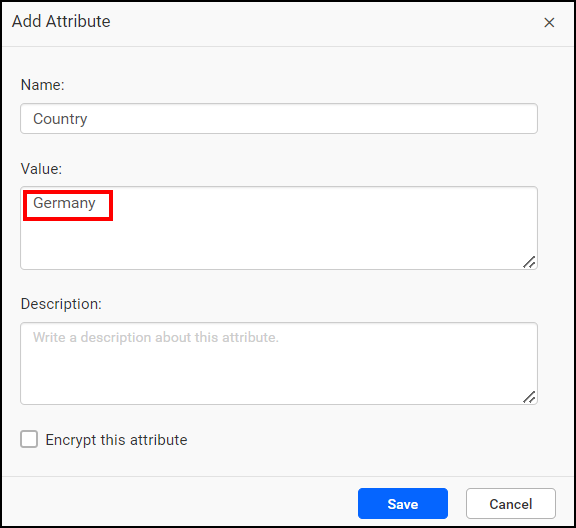 Add Attribute
Name:
Country
Value:
Germany
Description:
Write a description about this attribute.
Encrypt this attribute
Save
Cancel